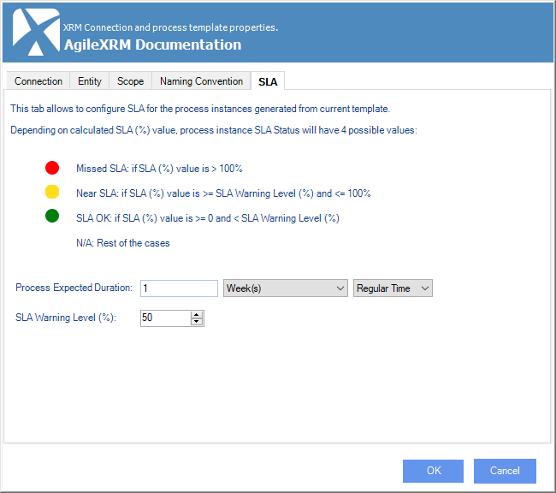 XRM Connection and process template properties.
AgileXRM Documentation
Connection Entity Scope Naming Convention SLA
This tab allows to configure SLA for the process instances generated from current template.
Depending on calculated SLA (%) value, process instance SLA Status will have 4 possible values:
Missed SLA: if SLA (%) value is > 100%
Near SLA: if SLA (%) value is >= SLA Warning Level (%) and <= 100%
SLA OK: if SLA (%) value is >= 0 and < SLA Warning Level (%)
N/A: Rest of the cases
Process Expected Duration: 1 Week(s) Regular Time
SLA Warning Level (%): 50
OK Cancel